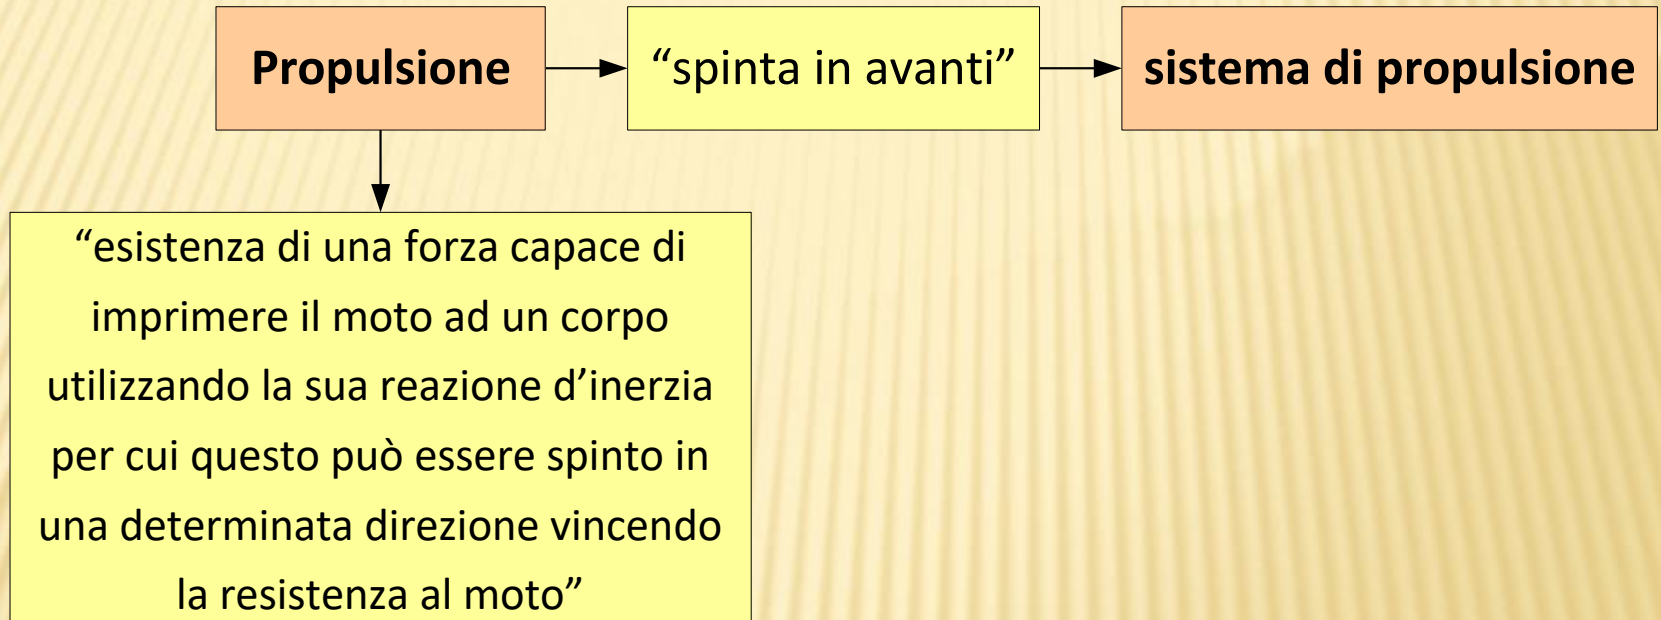 Propulsione
“spinta in avanti”
sistema di propulsione
“esistenza di una forza capace di
imprimere il moto ad un corpo
utilizzando la sua reazione d’inerzia
per cui questo può essere spinto in
una determinata direzione vincendo
la resistenza al moto”